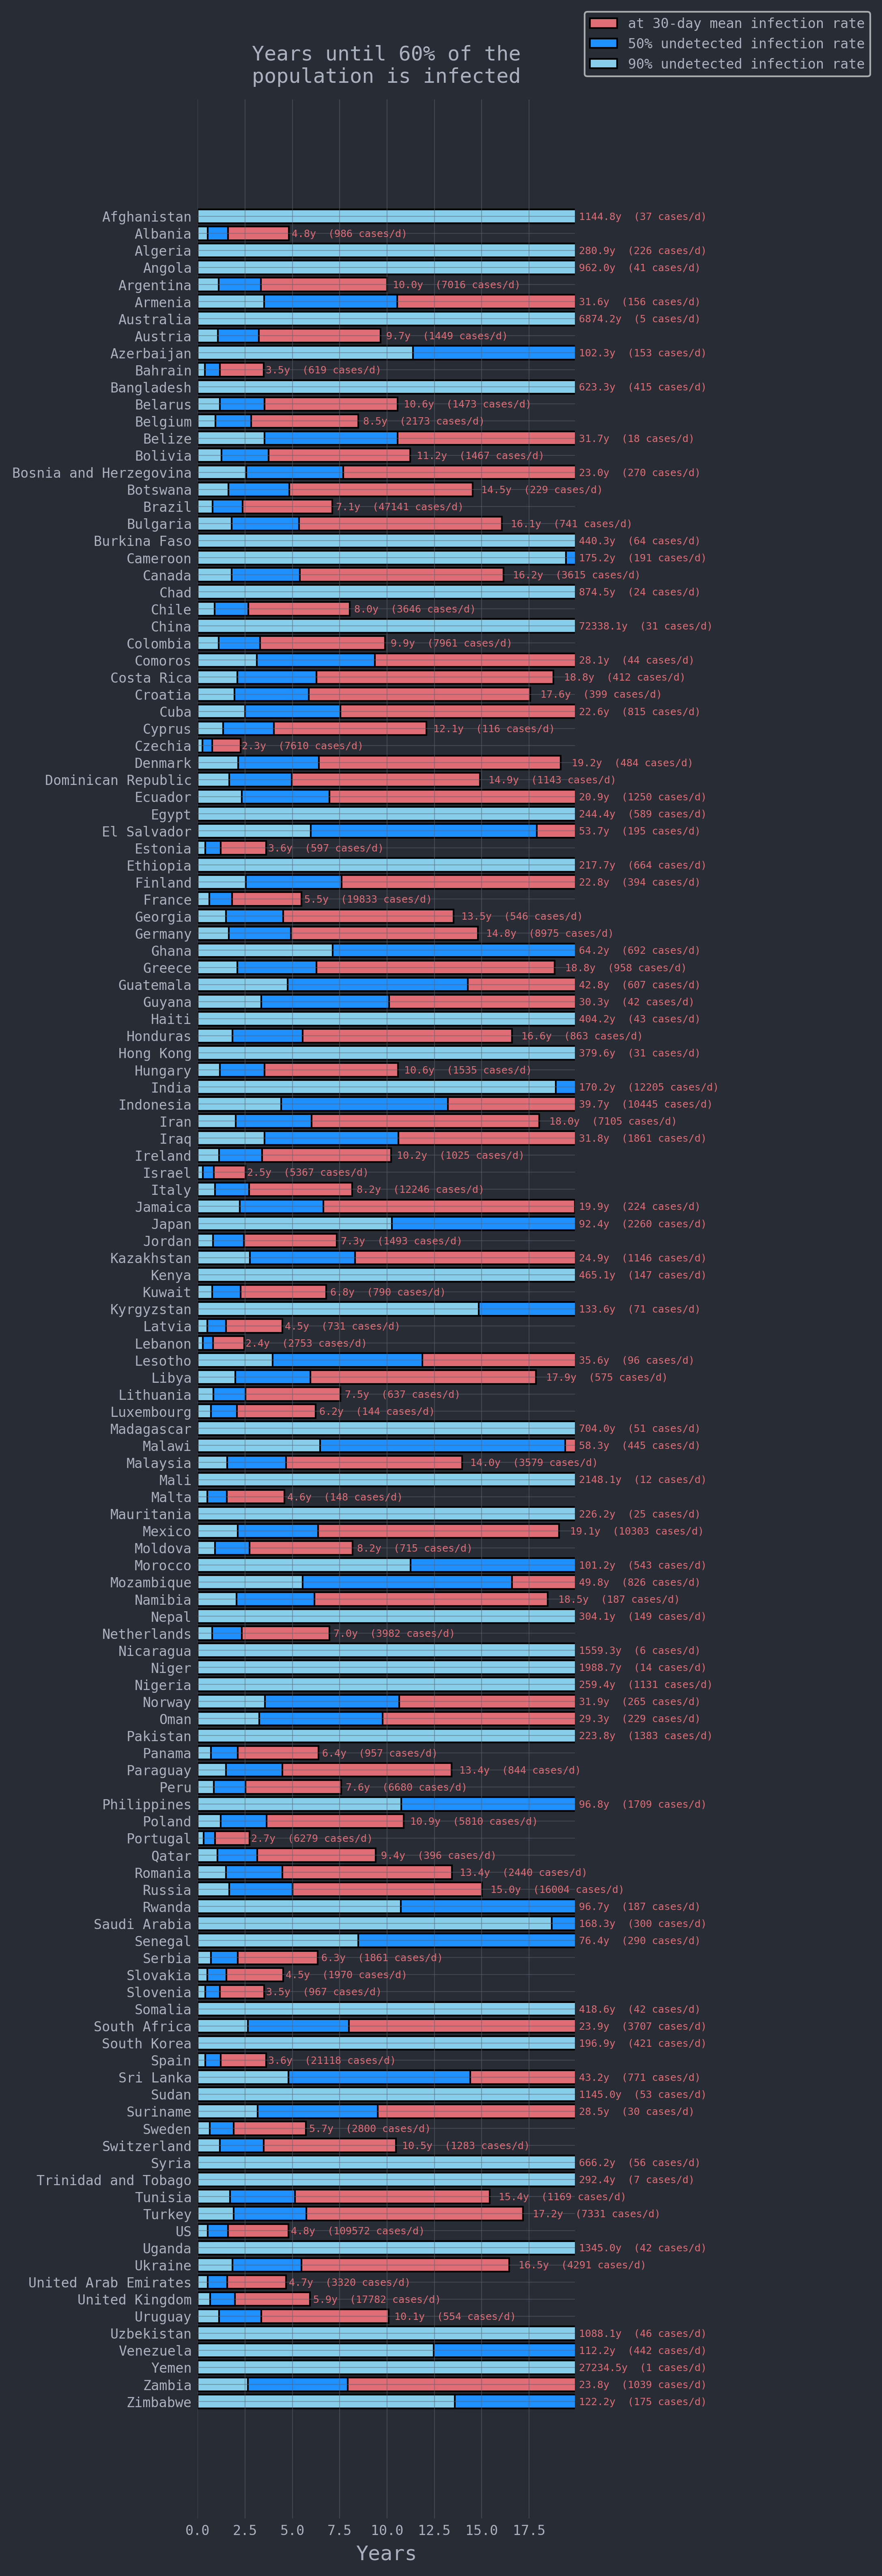 at 30-day mean infection rate
50% undetected infection rate
90% undetected infection rate
Years until 60% of the
population is infected
Afghanistan 1144.8y (37 cases/d)
Albania 4.8y (986 cases/d)
Algeria 280.9y (226 cases/d)
Angola 962.0y (41 cases/d)
Argentina 10.0y (7016 cases/d)
Armenia 31.6y (156 cases/d)
Australia 6874.2y (5 cases/d)
Austria 9.7y (1449 cases/d)
Azerbaijan 102.3y (153 cases/d)
Bahrain 3.5y (619 cases/d)
Bangladesh 623.3y (415 cases/d)
Belarus 10.6y (1473 cases/d)
Belgium 8.5y (2173 cases/d)
Belize 31.7y (18 cases/d)
Bolivia 11.2y (1467 cases/d)
Bosnia and Herzegovina 23.0y (270 cases/d)
Botswana 14.5y (229 cases/d)
Brazil 7.1y (47141 cases/d)
Bulgaria 16.1y (741 cases/d)
Burkina Faso 440.3y (64 cases/d)
Cameroon 175.2y (191 cases/d)
Canada 16.2y (3615 cases/d)
Chad 874.5y (24 cases/d)
Chile 8.0y (3646 cases/d)
China 72338.1y (31 cases/d)
Colombia 9.9y (7961 cases/d)
Comoros 28.1y (44 cases/d)
Costa Rica 18.8y (412 cases/d)
Croatia 17.6y (399 cases/d)
Cuba 22.6y (815 cases/d)
Cyprus 12.1y (116 cases/d)
Czechia 2.3y (7610 cases/d)
Denmark 19.2y (484 cases/d)
Dominican Republic 14.9y (1143 cases/d)
Ecuador 20.9y (1250 cases/d)
Egypt 244.4y (589 cases/d)
El Salvador 53.7y (195 cases/d)
Estonia 3.6y (597 cases/d)
Ethiopia 217.7y (664 cases/d)
Finland 22.8y (394 cases/d)
France 5.5y (19833 cases/d)
Georgia 13.5y (546 cases/d)
Germany 14.8y (8975 cases/d)
Ghana 64.2y (692 cases/d)
Greece 18.8y (958 cases/d)
Guatemala 42.8y (607 cases/d)
Guyana 30.3y (42 cases/d)
Haiti 404.2y (43 cases/d)
Honduras 16.6y (863 cases/d)
Hong Kong 379.6y (31 cases/d)
Hungary 10.6y (1535 cases/d)
India 170.2y (12205 cases/d)
Indonesia 39.7y (10445 cases/d)
Iran 18.0y (7105 cases/d)
Iraq 31.8y (1861 cases/d)
Ireland 10.2y (1025 cases/d)
Israel 2.5y (5367 cases/d)
Italy 8.2y (12246 cases/d)
Jamaica 19.9y (224 cases/d)
Japan 92.4y (2260 cases/d)
Jordan 7.3y (1493 cases/d)
Kazakhstan 24.9y (1146 cases/d)
Kenya 465.1y (147 cases/d)
Kuwait 6.8y (790 cases/d)
Kyrgyzstan 133.6y (71 cases/d)
Latvia 4.5y (731 cases/d)
Lebanon 2.4y (2753 cases/d)
Lesotho 35.6y (96 cases/d)
Libya 17.9y (575 cases/d)
Lithuania 7.5y (637 cases/d)
Luxembourg 6.2y (144 cases/d)
Madagascar 704.0y (51 cases/d)
Malawi 58.3y (445 cases/d)
Malaysia 14.0y (3579 cases/d)
Mali 2148.1y (12 cases/d)
Malta 4.6y (148 cases/d)
Mauritania 226.2y (25 cases/d)
Mexico 19.1y (10303 cases/d)
Moldova 8.2y (715 cases/d)
Morocco 101.2y (543 cases/d)
Mozambique 49.8y (826 cases/d)
Namibia 18.5y (187 cases/d)
Nepal 304.1y (149 cases/d)
Netherlands 7.0y (3982 cases/d)
Nicaragua 1559.3y (6 cases/d)
Niger 1988.7y (14 cases/d)
Nigeria 259.4y (1131 cases/d)
Norway 31.9y (265 cases/d)
Oman 29.3y (229 cases/d)
Pakistan 223.8y (1383 cases/d)
Panama 6.4y (957 cases/d)
Paraguay 13.4y (844 cases/d)
Peru 7.6y (6680 cases/d)
Philippines 96.8y (1709 cases/d)
Poland 10.9y (5810 cases/d)
Portugal 2.7y (6279 cases/d)
Qatar 9.4y (396 cases/d)
Romania 13.4y (2440 cases/d)
Russia 15.0y (16004 cases/d)
Rwanda 96.7y (187 cases/d)
Saudi Arabia 168.3y (300 cases/d)
Senegal 76.4y (290 cases/d)
Serbia 6.3y (1861 cases/d)
Slovakia 4.5y (1970 cases/d)
Slovenia 3.5y (967 cases/d)
Somalia 418.6y (42 cases/d)
South Africa 23.9y (3707 cases/d)
South Korea 196.9y (421 cases/d)
Spain 3.6y (21118 cases/d)
Sri Lanka 43.2y (771 cases/d)
Sudan 1145.0y (53 cases/d)
Suriname 28.5y (30 cases/d)
Sweden 5.7y (2800 cases/d)
Switzerland 10.5y (1283 cases/d)
Syria 666.2y (56 cases/d)
Trinidad and Tobago 292.4y (7 cases/d)
Tunisia 15.4y (1169 cases/d)
Turkey 17.2y (7331 cases/d)
US 4.8y (109572 cases/d)
Uganda 1345.0y (42 cases/d)
Ukraine 16.5y (4291 cases/d)
United Arab Emirates 4.7y (3320 cases/d)
United Kingdom 5.9y (17782 cases/d)
Uruguay 10.1y (554 cases/d)
Uzbekistan 1088.1y (46 cases/d)
Venezuela 112.2y (442 cases/d)
Yemen 27234.5y (1 cases/d)
Zambia 23.8y (1039 cases/d)
Zimbabwe 122.2y (175 cases/d)
0.0 2.5 5.0 7.5 10.0 12.5 15.0 17.5
Years